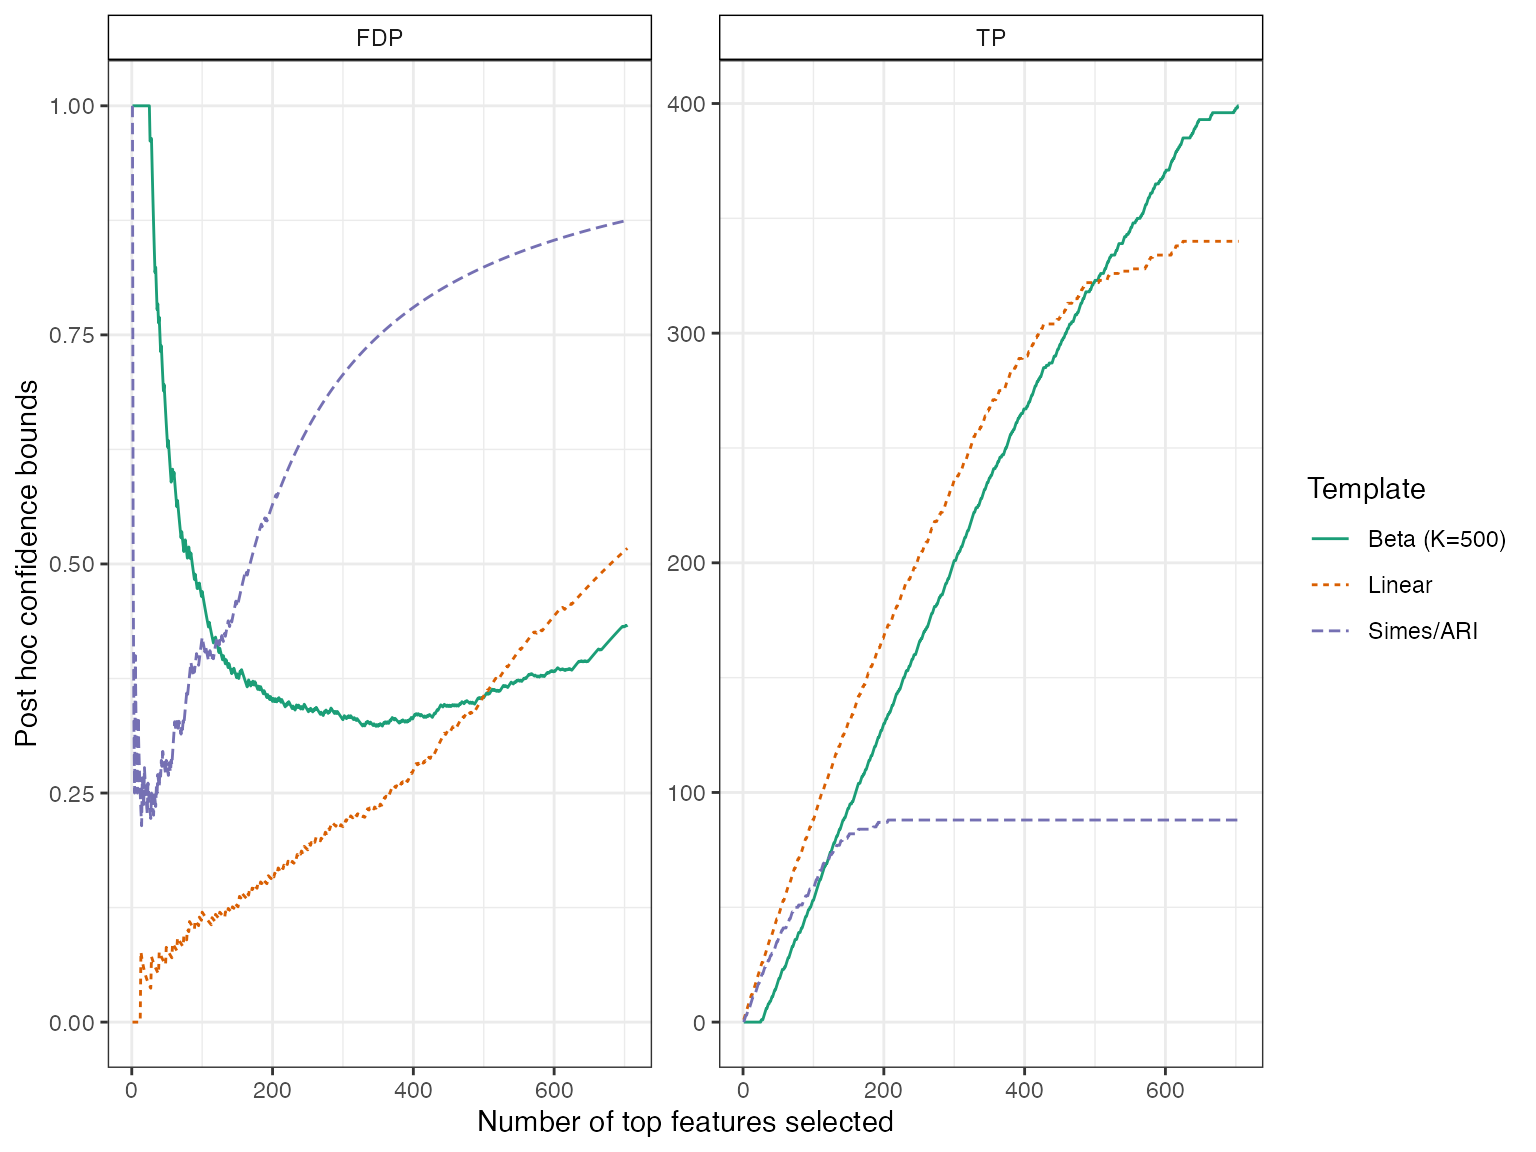 FDP
TP
Post hoc confidence bounds
1.00
0.75
0.50
0.25
0.00
400
300
200
100
0
0 200 400 600
0 200 400 600
Number of top features selected
Template
Beta (K=500)
Linear
Simes/ARI